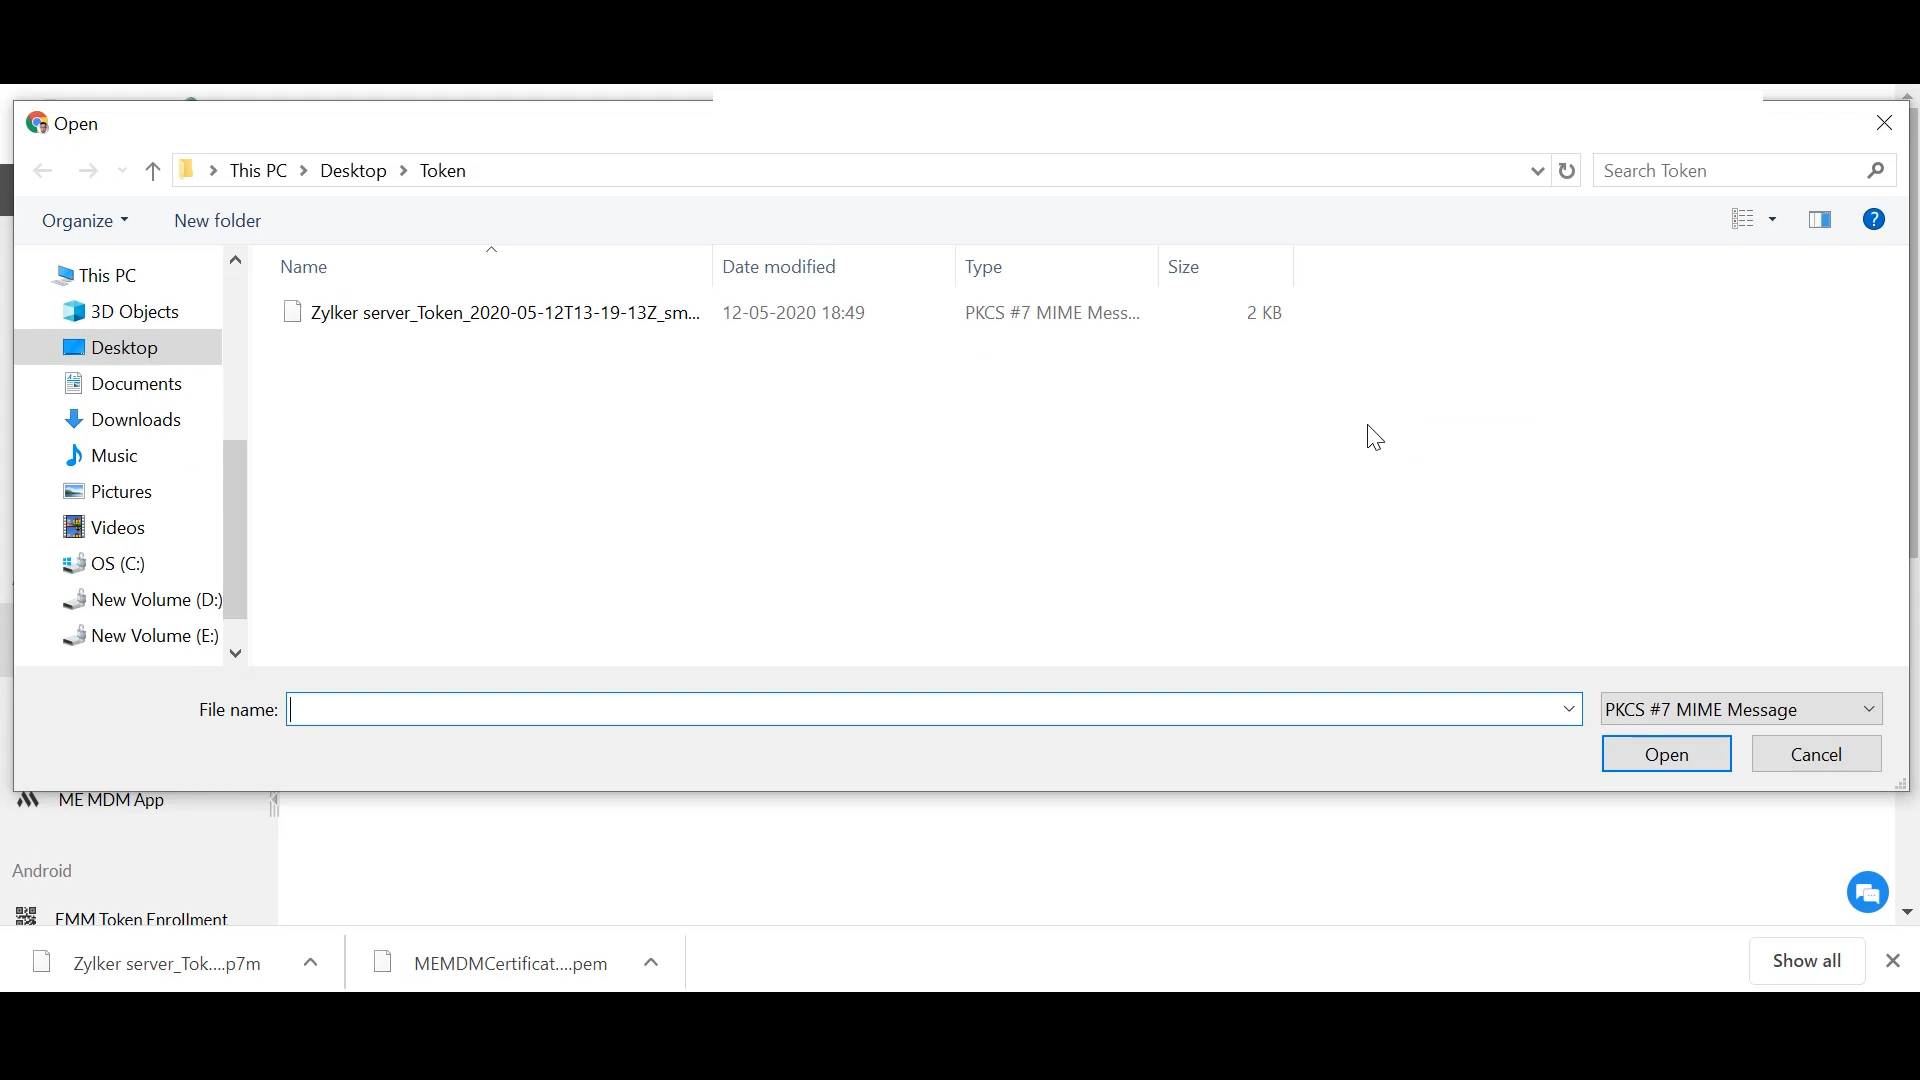 Open
This PC > Desktop > Token
Search Token
Organize
New folder
?
This PC
3D Objects
Desktop
Documents
Downloads
Music
Pictures
Videos
OS (C:)
New Volume (D:)
New Volume (E:)
Name
Date modified
Type
Size
Zylker server_Token_2020-05-12T13-19-13Z_sm...
12-05-2020 18:49
PKCS #7 MIME Mess...
2 KB
File name:
PKCS #7 MIME Message
Open
Cancel
ME MDM App
Android
EMM Token Enrollment
Zylker server_Tok....p7m
MEMDMCertificat....pem
Show all